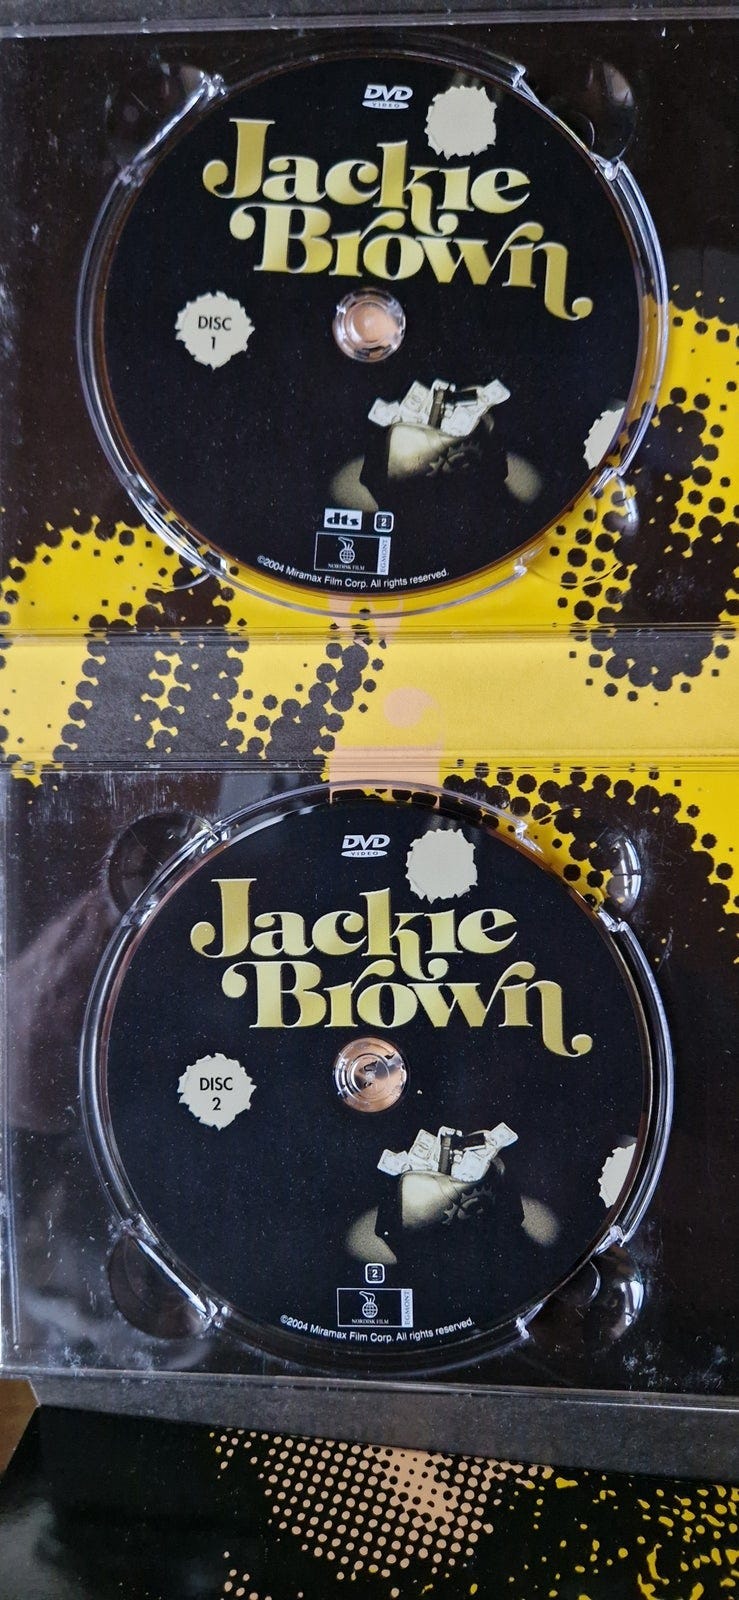 DVD
VIDEO
Jackie
Brown
DISC
1
dts
2
NORDISK FILM
EGMONT
©2004 Miramax Film Corp. All rights reserved.
DVD
VIDEO
Jackie
Brown
DISC
2
2
NORDISK FILM
EGMONT
©2004 Miramax Film Corp. All rights reserved.